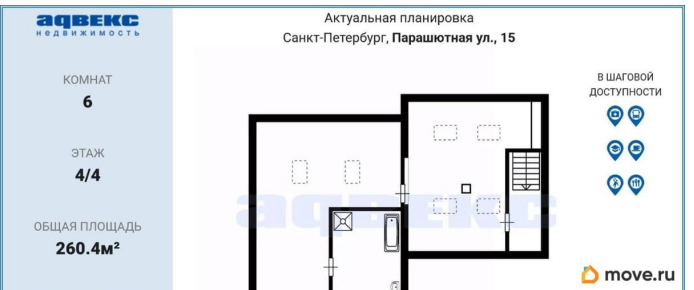 адвекс
недвижимость
КОМНАТ
6
ЭТАЖ
4/4
ОБЩАЯ ПЛОЩАДЬ
260.4м²
Актуальная планировка
Санкт-Петербург, Парашютная ул., 15
адвекс
В ШАГОВОЙ
ДОСТУПНОСТИ
move.ru